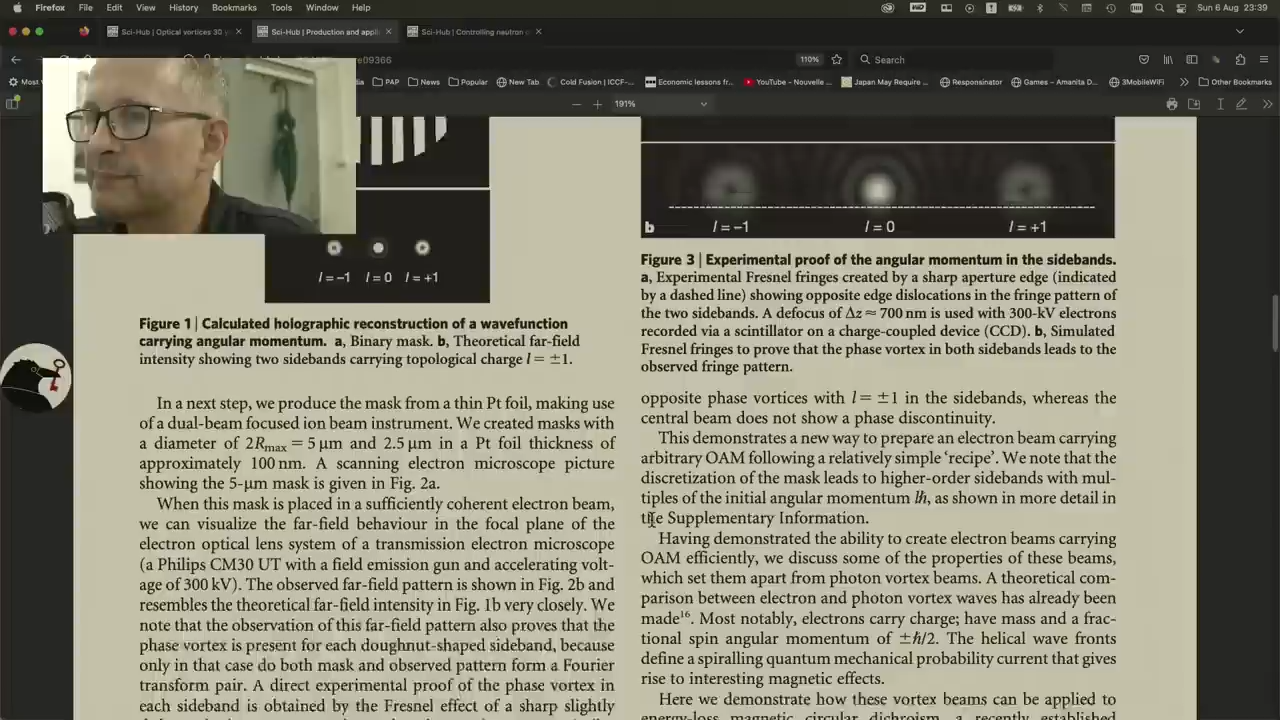 Firefox File Edit View History Bookmarks Tools Window Help Sun 6 Aug 23:39
Sci-Hub | Optical vortices 30 y
Sci-Hub | Production and appli
Sci-Hub | Controlling neutron o
e09366
110%
Search
Most
PAP
News
Popular
New Tab
Cold Fusion | ICCF-...
Economic lessons fr...
YouTube – Nouvelle ...
Japan May Require ...
Responsinator
Games – Amanita D...
3MobileWiFi
Other Bookmarks
191%
l = −1 l = 0 l = +1
Figure 1 | Calculated holographic reconstruction of a wavefunction
carrying angular momentum. a, Binary mask. b, Theoretical far-field
intensity showing two sidebands carrying topological charge l = ±1.
In a next step, we produce the mask from a thin Pt foil, making use
of a dual-beam focused ion beam instrument. We created masks with
a diameter of 2Rmax = 5 μm and 2.5 μm in a Pt foil thickness of
approximately 100 nm. A scanning electron microscope picture
showing the 5-μm mask is given in Fig. 2a.
When this mask is placed in a sufficiently coherent electron beam,
we can visualize the far-field behaviour in the focal plane of the
electron optical lens system of a transmission electron microscope
(a Philips CM30 UT with a field emission gun and accelerating volt-
age of 300 kV). The observed far-field pattern is shown in Fig. 2b and
resembles the theoretical far-field intensity in Fig. 1b very closely. We
note that the observation of this far-field pattern also proves that the
phase vortex is present for each doughnut-shaped sideband, because
only in that case do both mask and observed pattern form a Fourier
transform pair. A direct experimental proof of the phase vortex in
each sideband is obtained by the Fresnel effect of a sharp slightly
b l = −1 l = 0 l = +1
Figure 3 | Experimental proof of the angular momentum in the sidebands.
a, Experimental Fresnel fringes created by a sharp aperture edge (indicated
by a dashed line) showing opposite edge dislocations in the fringe pattern of
the two sidebands. A defocus of Δz ≈ 700 nm is used with 300-kV electrons
recorded via a scintillator on a charge-coupled device (CCD). b, Simulated
Fresnel fringes to prove that the phase vortex in both sidebands leads to the
observed fringe pattern.
opposite phase vortices with l = ±1 in the sidebands, whereas the
central beam does not show a phase discontinuity.
This demonstrates a new way to prepare an electron beam carrying
arbitrary OAM following a relatively simple ‘recipe’. We note that the
discretization of the mask leads to higher-order sidebands with mul-
tiples of the initial angular momentum lħ, as shown in more detail in
the Supplementary Information.
Having demonstrated the ability to create electron beams carrying
OAM efficiently, we discuss some of the properties of these beams,
which set them apart from photon vortex beams. A theoretical com-
parison between electron and photon vortex waves has already been
made16. Most notably, electrons carry charge; have mass and a frac-
tional spin angular momentum of ±ħ/2. The helical wave fronts
define a spiralling quantum mechanical probability current that gives
rise to interesting magnetic effects.
Here we demonstrate how these vortex beams can be applied to
energy-loss magnetic circular dichroism, a recently established